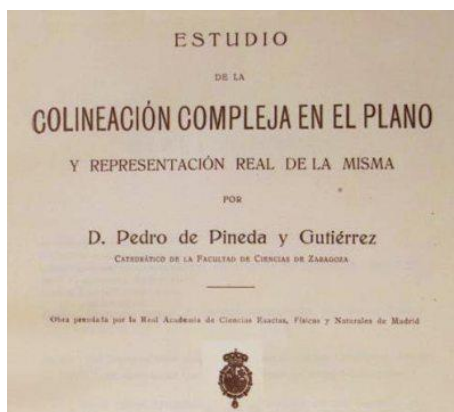 ESTUDIO
DE LA
COLINEACIÓN COMPLEJA EN EL PLANO
Y REPRESENTACIÓN REAL DE LA MISMA
POR
D. Pedro de Pineda y Gutiérrez
CATEDRÁTICO DE LA FACULTAD DE CIENCIAS DE ZARAGOZA
Obra premiada por la Real Academia de Ciencias Exactas, Físicas y Naturales de Madrid